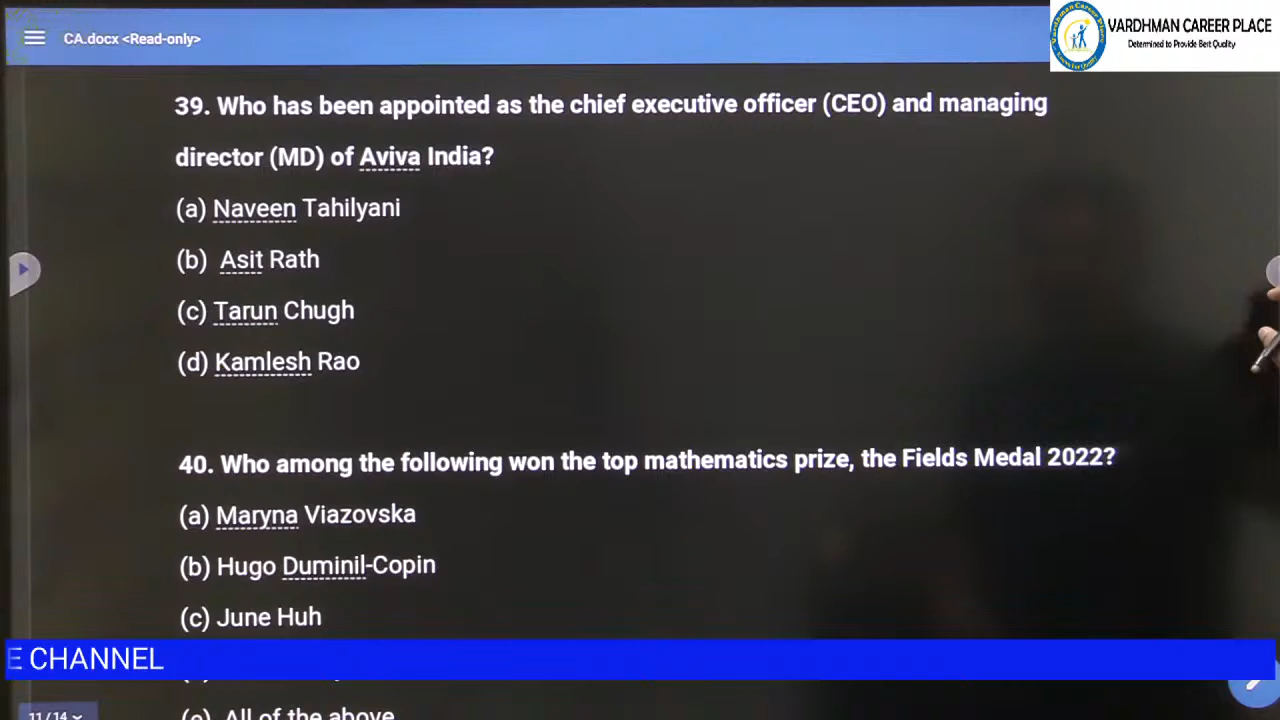 CA.docx <Read-only>
VARDHMAN CAREER PLACE
Determined to Provide Bert Quality
39. Who has been appointed as the chief executive officer (CEO) and managing
director (MD) of Aviva India?
(a) Naveen Tahilyani
(b) Asit Rath
(c) Tarun Chugh
(d) Kamlesh Rao
40. Who among the following won the top mathematics prize, the Fields Medal 2022?
(a) Maryna Viazovska
(b) Hugo Duminil-Copin
(c) June Huh
E CHANNEL
(e) All of the above
11/14